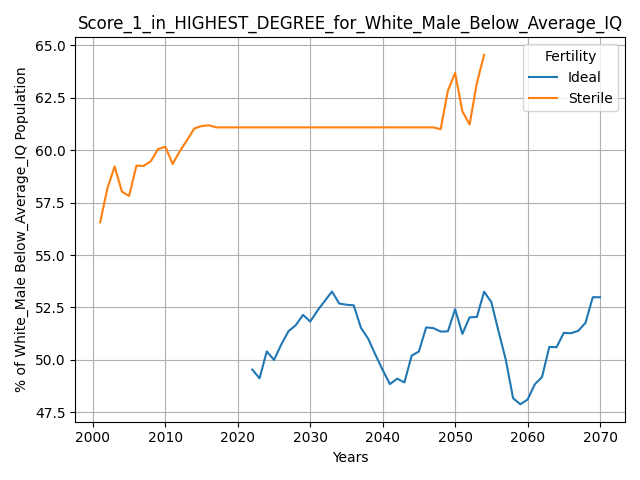 Score_1_in_HIGHEST_DEGREE_for_White_Male_Below_Average_IQ
% of White_Male Below_Average_IQ Population
65.0
62.5
60.0
57.5
55.0
52.5
50.0
47.5
Fertility
Ideal
Sterile
2000 2010 2020 2030 2040 2050 2060 2070
Years